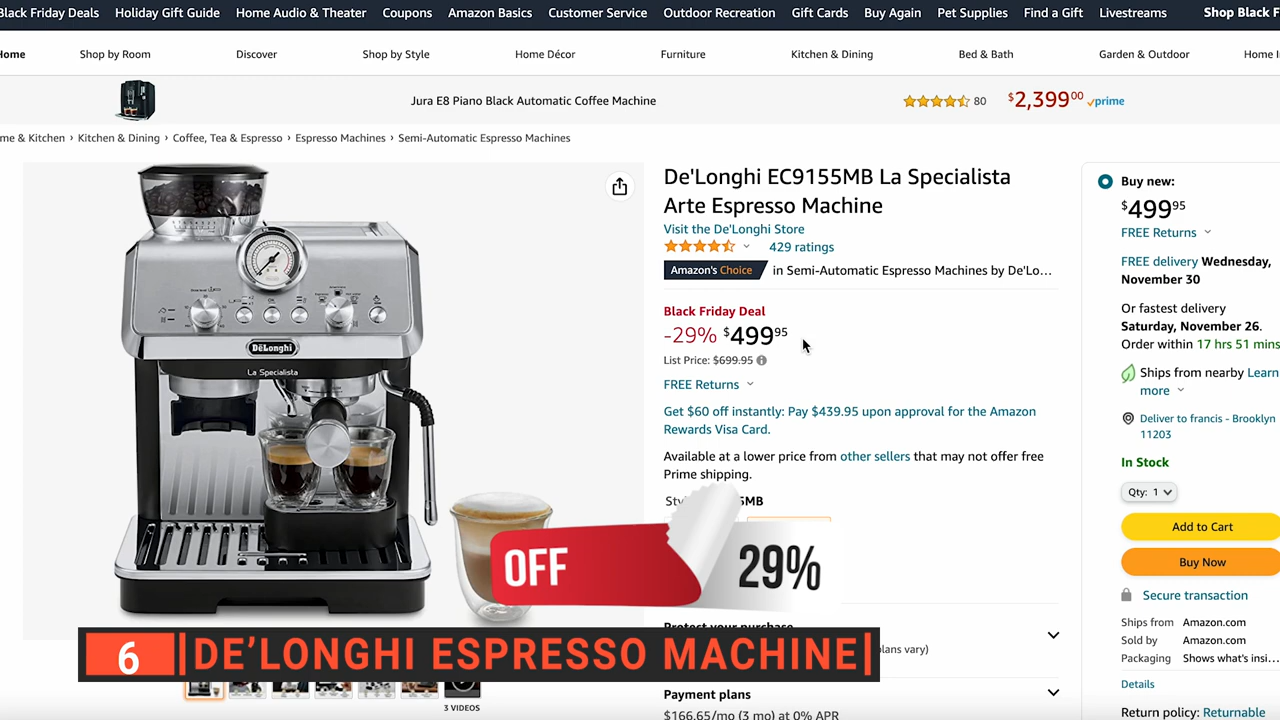 Black Friday Deals Holiday Gift Guide Home Audio & Theater Coupons Amazon Basics Customer Service Outdoor Recreation Gift Cards Buy Again Pet Supplies Find a Gift Livestreams Shop Black F
Home Shop by Room Discover Shop by Style Home Décor Furniture Kitchen & Dining Bed & Bath Garden & Outdoor Home I
Jura E8 Piano Black Automatic Coffee Machine 80 $2,399 00 prime
me & Kitchen › Kitchen & Dining › Coffee, Tea & Espresso › Espresso Machines › Semi-Automatic Espresso Machines
DeLonghi
La Specialista
De'Longhi EC9155MB La Specialista
Arte Espresso Machine
Visit the De'Longhi Store
429 ratings
Amazon's Choice in Semi-Automatic Espresso Machines by De'Lo...
Black Friday Deal
-29% $499 95
List Price: $699.95
FREE Returns
Get $60 off instantly: Pay $439.95 upon approval for the Amazon
Rewards Visa Card.
Available at a lower price from other sellers that may not offer free
Prime shipping.
5MB
OFF 29%
Protect your purchase
plans vary)
6 DE'LONGHI ESPRESSO MACHINE
3 VIDEOS
Payment plans
$166.65/mo (3 mo) at 0% APR
Buy new:
$499 95
FREE Returns
FREE delivery Wednesday,
November 30
Or fastest delivery
Saturday, November 26.
Order within 17 hrs 51 mins
Ships from nearby Learn
more
Deliver to francis - Brooklyn
11203
In Stock
Qty: 1
Add to Cart
Buy Now
Secure transaction
Ships from Amazon.com
Sold by Amazon.com
Packaging Shows what's insi...
Details
Return policy: Returnable